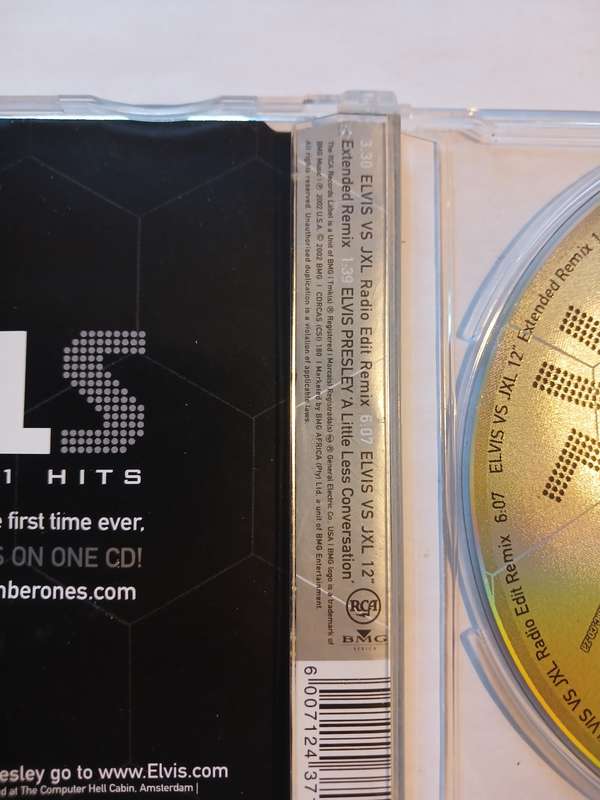 LS
1 HITS
e first time ever,
S ON ONE CD!
mberones.com
esley go to www.Elvis.com
ed at The Computer Hell Cabin, Amsterdam |
3.30 ELVIS VS JXL Radio Edit Remix 6:07 ELVIS VS JXL 12"
Extended Remix 1.39 ELVIS PRESLEY 'A Little Less Conversation'
The RCA Records Label is a Unit of BMG | Tmk(s) ® Registered | Marca(s) Registrada(s) ® General Electric Co. USA | BMG logo is a trademark of
BMG Music | ℗ 2002 U.S.A. © 2002 BMG | CDRCAS (CSI) 180 | Marketed by BMG AFRICA (Pty) Ltd. a unit of BMG Entertainment
All rights reserved. Unauthorised duplication is a violation of applicable laws.
RCA
BMG
AFRICA
6 007124 37
ELVIS VS JXL Radio Edit Remix 6:07 ELVIS VS JXL 12" Extended Remix 1